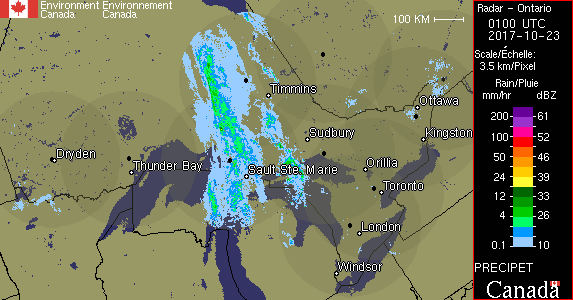 Environment Environnement
Canada Canada
100 KM
Radar - Ontario
0100 UTC
2017-10-23
Scale/Échelle:
3.5 km/Pixel
Rain/Pluie
mm/hr dBZ
200 61
100 52
50 46
24 39
12 33
4 26
0.1 10
PRECIPET
Canada
Timmins
Ottawa
Sudbury
Kingston
Dryden
Thunder Bay
Sault Ste. Marie
Orillia
Toronto
London
Windsor